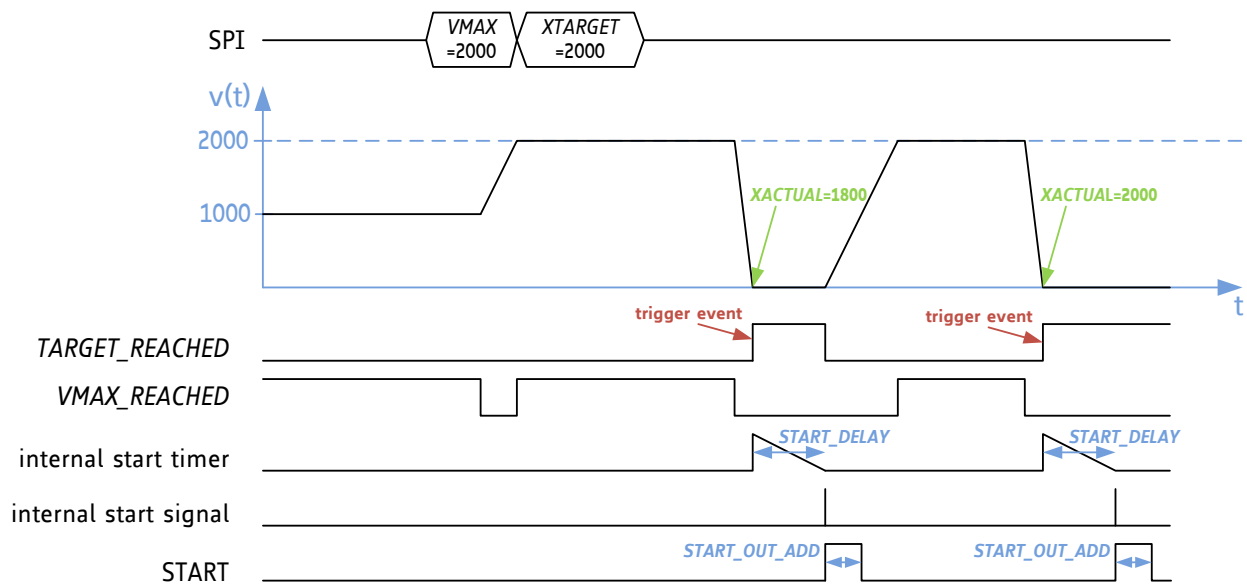 SPI
VMAX
=2000
XTARGET
=2000
v(t)
2000
1000
XACTUAL=1800
XACTUAL=2000
t
trigger event
trigger event
TARGET_REACHED
VMAX_REACHED
START_DELAY
START_DELAY
internal start timer
internal start signal
START_OUT_ADD
START_OUT_ADD
START